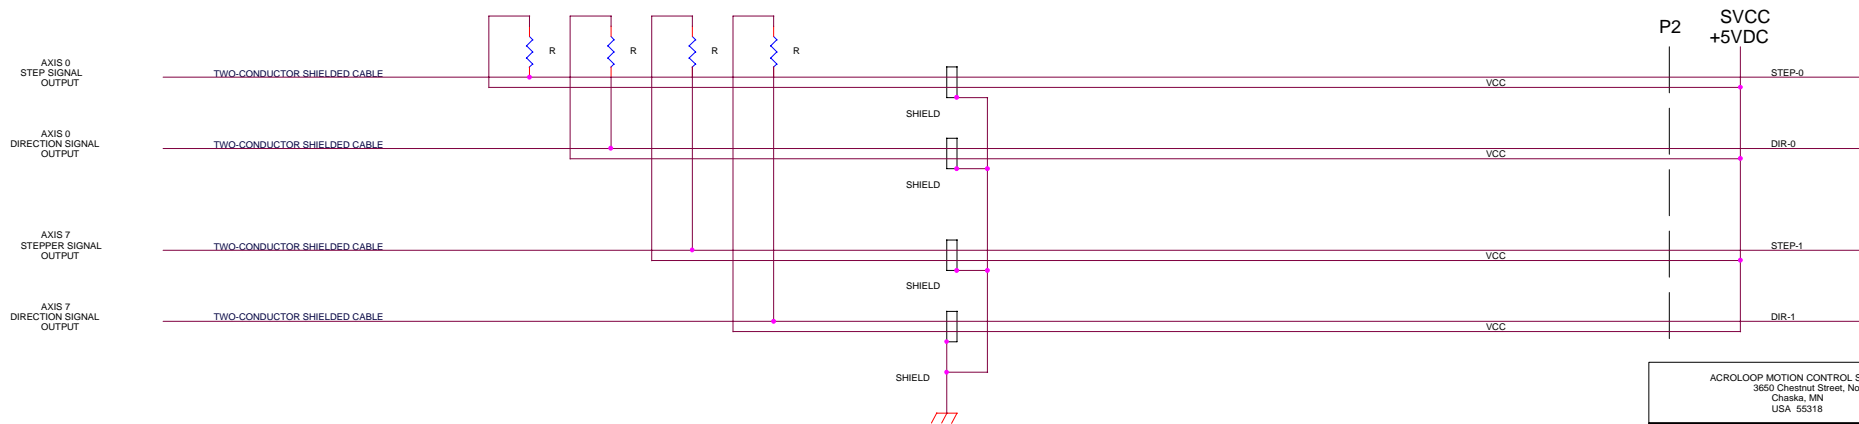 P2
SVCC
+5VDC
R
R
R
R
AXIS 0
STEP SIGNAL
OUTPUT
TWO-CONDUCTOR SHIELDED CABLE
STEP-0
VCC
SHIELD
AXIS 0
DIRECTION SIGNAL
OUTPUT
TWO-CONDUCTOR SHIELDED CABLE
DIR-0
VCC
SHIELD
AXIS 7
STEPPER SIGNAL
OUTPUT
TWO-CONDUCTOR SHIELDED CABLE
STEP-1
VCC
SHIELD
AXIS 7
DIRECTION SIGNAL
OUTPUT
TWO-CONDUCTOR SHIELDED CABLE
DIR-1
VCC
SHIELD
ACROLOOP MOTION CONTROL S
3650 Chestnut Street, No
Chaska, MN
USA 55318